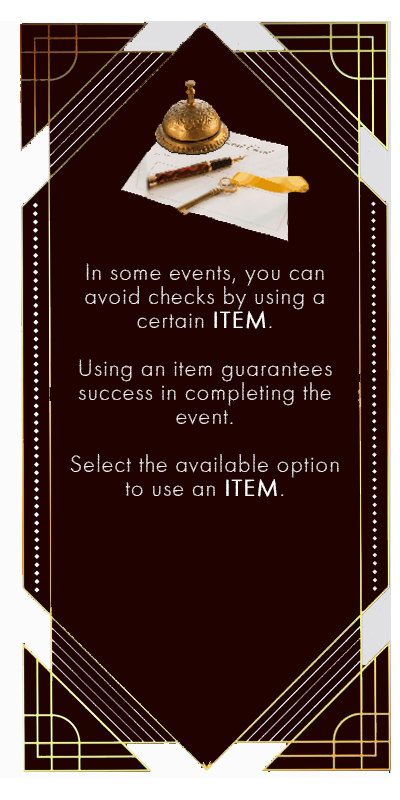 In some events, you can
avoid checks by using a
certain ITEM.
Using an item guarantees
success in completing the
event.
Select the available option
to use an ITEM.